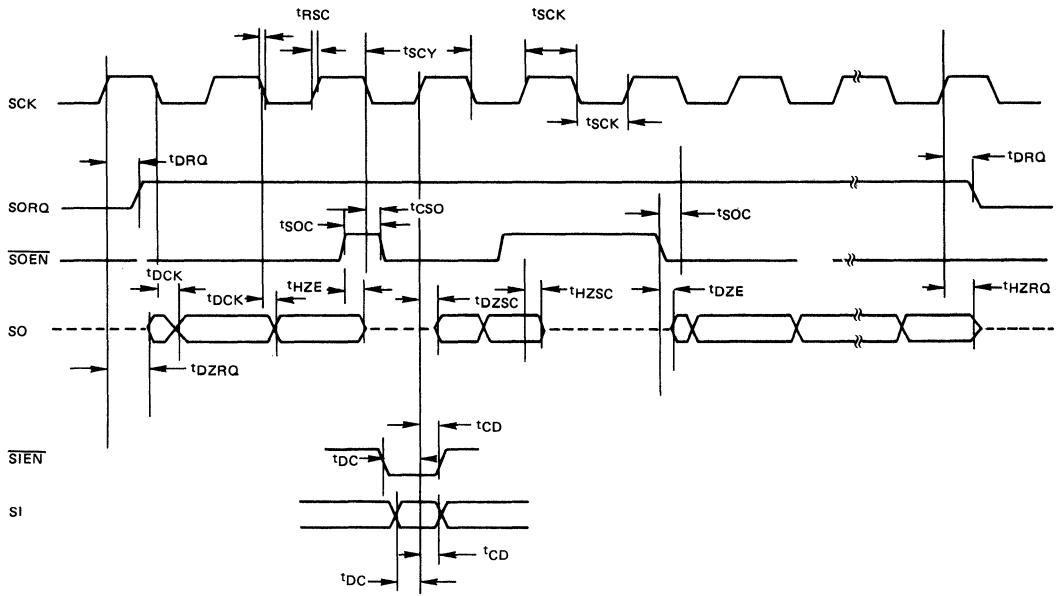 tRSC
tSCK
tSCY
SCK
tSCK
tDRQ
tDRQ
SORQ
tCSO
tSOC
tSOC
SOEN
tDCK
tHZE
tDCK
tDZSC
tHZSC
tDZE
tHZRQ
SO
tDZRQ
tCD
SIEN
tDC
SI
tCD
tDC